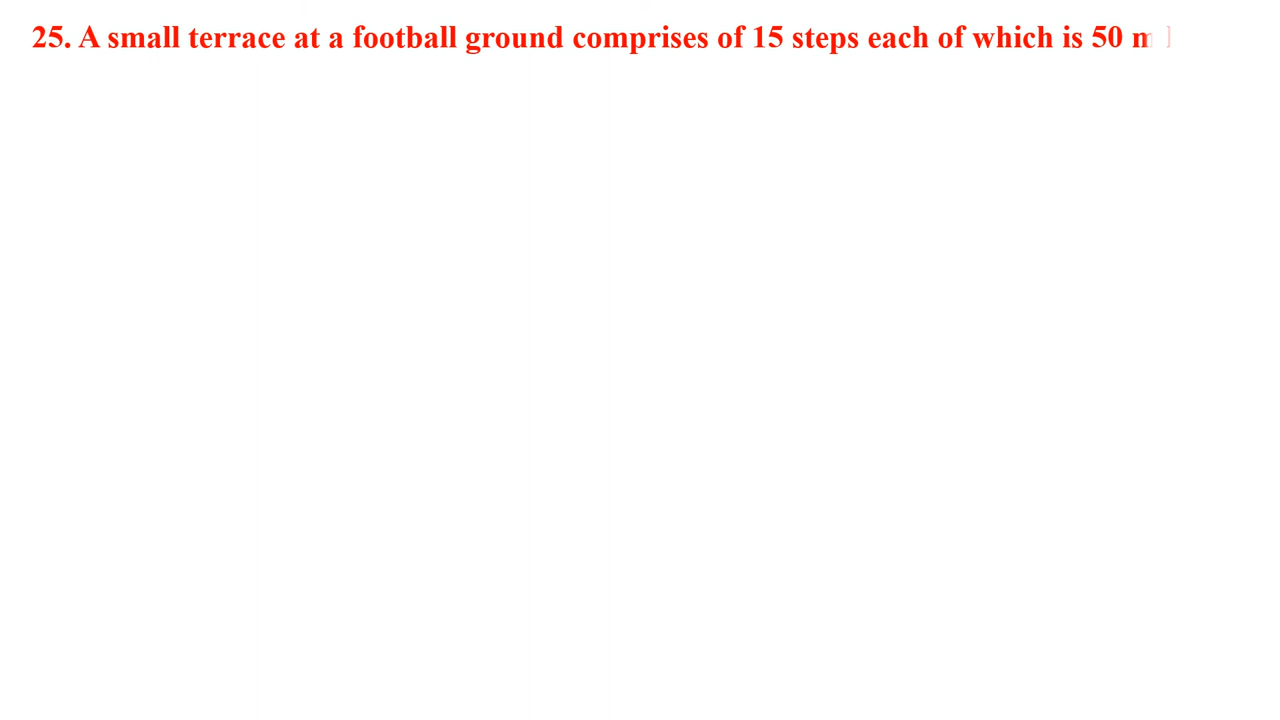 25. A small terrace at a football ground comprises of 15 steps each of which is 50 m